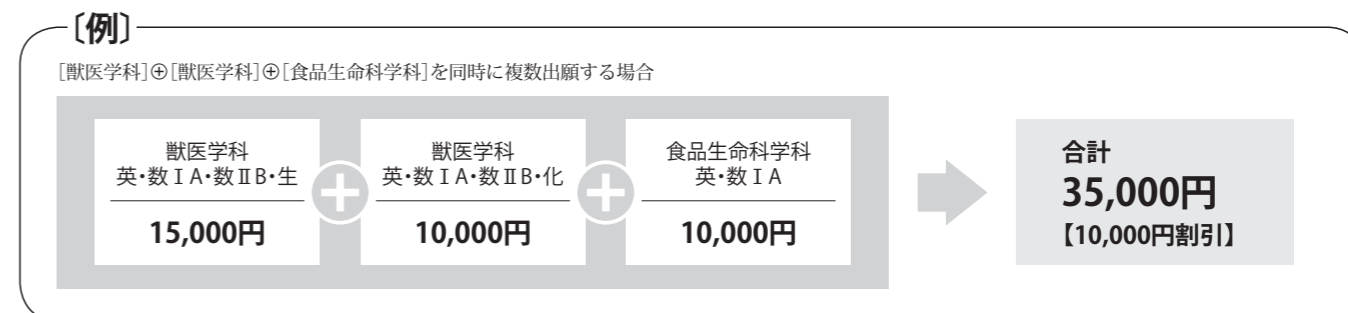 〔例〕
［獣医学科］⊕［獣医学科］⊕［食品生命科学科］を同時に複数出願する場合
獣医学科
英・数ⅠA・数ⅡB・生
15,000円
+
獣医学科
英・数ⅠA・数ⅡB・化
10,000円
+
食品生命科学科
英・数ⅠA
10,000円
合計
35,000円
【10,000円割引】